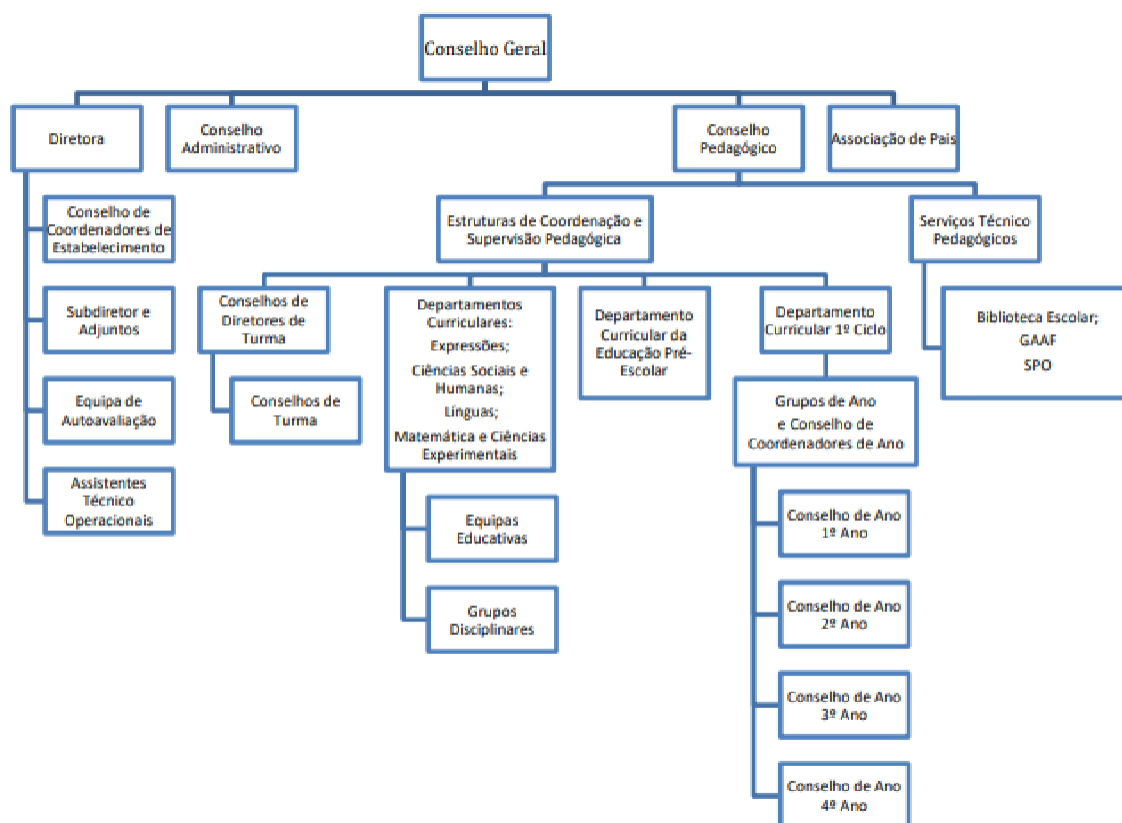 Conselho Geral
Diretora
Conselho
Administrativo
Conselho
Pedagógico
Associação de Pais
Conselho de
Coordenadores de
Estabelecimento
Subdiretor e
Adjuntos
Equipa de
Autoavaliação
Assistentes
Técnico
Operacionais
Estruturas de Coordenação e
Supervisão Pedagógica
Serviços Técnico
Pedagógicos
Conselhos de
Diretores de
Turma
Conselhos de
Turma
Departamentos
Curriculares:
Expressões;
Ciências Sociais e
Humanas;
Línguas;
Matemática e Ciências
Experimentais
Equipas
Educativas
Grupos
Disciplinares
Departamento
Curricular da
Educação Pré-
Escolar
Departamento
Curricular 1º Ciclo
Grupos de Ano
e Conselho de
Coordenadores de Ano
Conselho de Ano
1º Ano
Conselho de Ano
2º Ano
Conselho de Ano
3º Ano
Conselho de Ano
4º Ano
Biblioteca Escolar;
GAAF
SPO